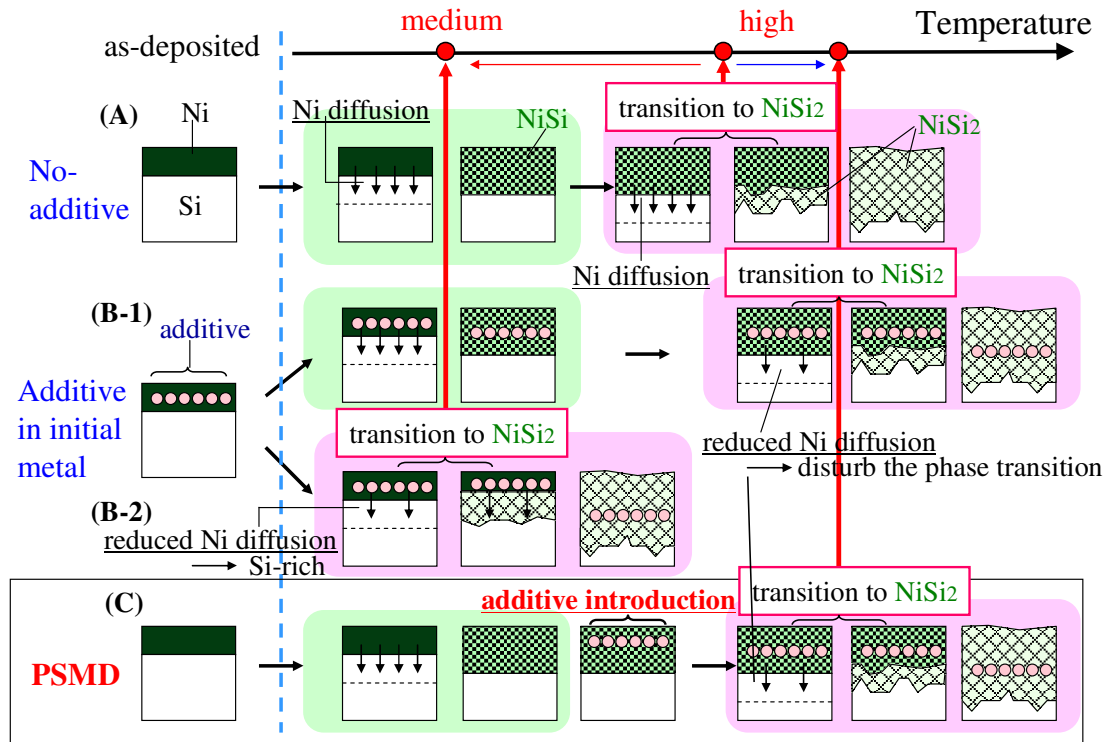 medium
high
Temperature
as-deposited
transition to NiSi2
(A)
Ni
Ni diffusion
NiSi
NiSi2
No-
additive
Si
Ni diffusion
transition to NiSi2
(B-1)
additive
Additive
in initial
metal
transition to NiSi2
reduced Ni diffusion
disturb the phase transition
(B-2)
reduced Ni diffusion
Si-rich
(C)
additive introduction
transition to NiSi2
PSMD